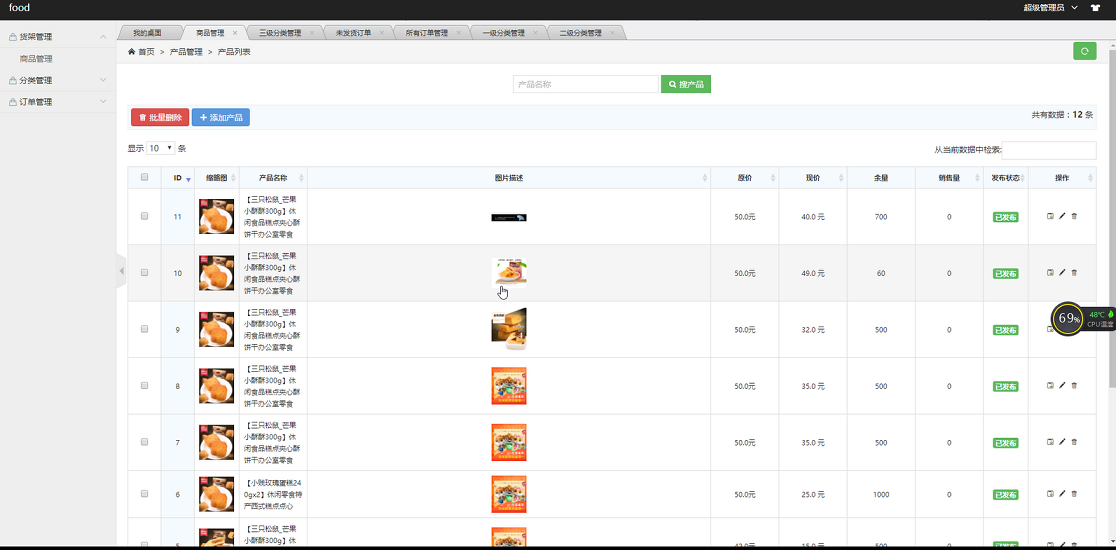 food
超级管理员
货架管理
商品管理
分类管理
订单管理
我的桌面
商品管理 ×
三级分类管理 ×
未发货订单 ×
所有订单管理 ×
一级分类管理 ×
二级分类管理 ×
首页 > 产品管理 > 产品列表
产品名称
搜产品
批量删除
添加产品
共有数据：12 条
显示 10 条
从当前数据中检索:
ID 缩略图 产品名称 图片描述 原价 现价 余量 销售量 发布状态 操作
11
【三只松鼠_芒果
小酥酥300g】休
闲食品糕点夹心酥
饼干办公室零食
50.0元 40.0 元 700 0 已发布
10
【三只松鼠_芒果
小酥酥300g】休
闲食品糕点夹心酥
饼干办公室零食
50.0元 49.0 元 60 0 已发布
9
【三只松鼠_芒果
小酥酥300g】休
闲食品糕点夹心酥
饼干办公室零食
50.0元 32.0 元 500 0 已发布
69%
48℃
CPU温度
8
【三只松鼠_芒果
小酥酥300g】休
闲食品糕点夹心酥
饼干办公室零食
50.0元 35.0 元 500 0 已发布
7
【三只松鼠_芒果
小酥酥300g】休
闲食品糕点夹心酥
饼干办公室零食
50.0元 35.0 元 500 0 已发布
6
【小贱玫瑰蛋糕24
0gx2】休闲零食特
产西式糕点点心
50.0元 25.0 元 1000 0 已发布
5
【三只松鼠_芒果
小酥酥300g】休
闲食品糕点夹心酥